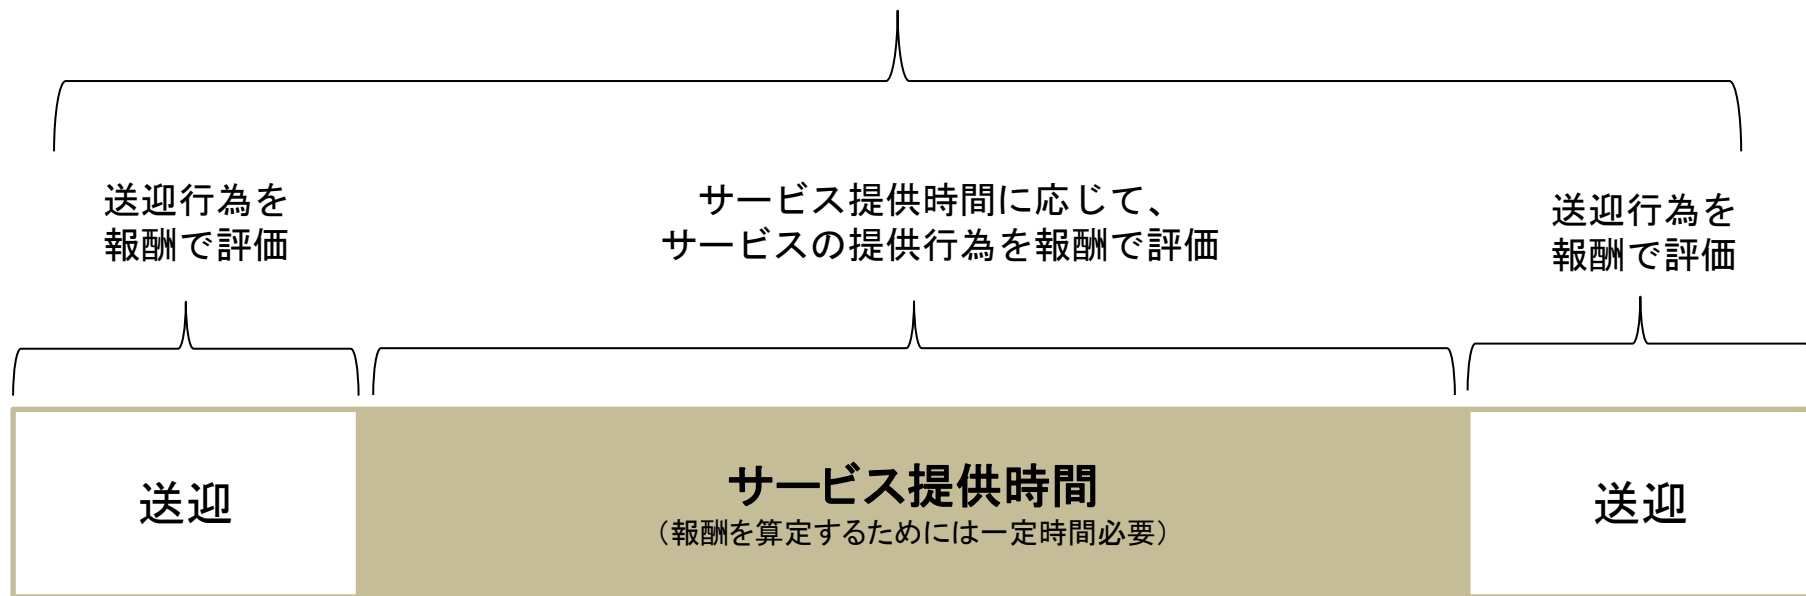 送迎行為を
報酬で評価
サービス提供時間に応じて、
サービスの提供行為を報酬で評価
送迎行為を
報酬で評価
送迎
サービス提供時間
（報酬を算定するためには一定時間必要）
送迎